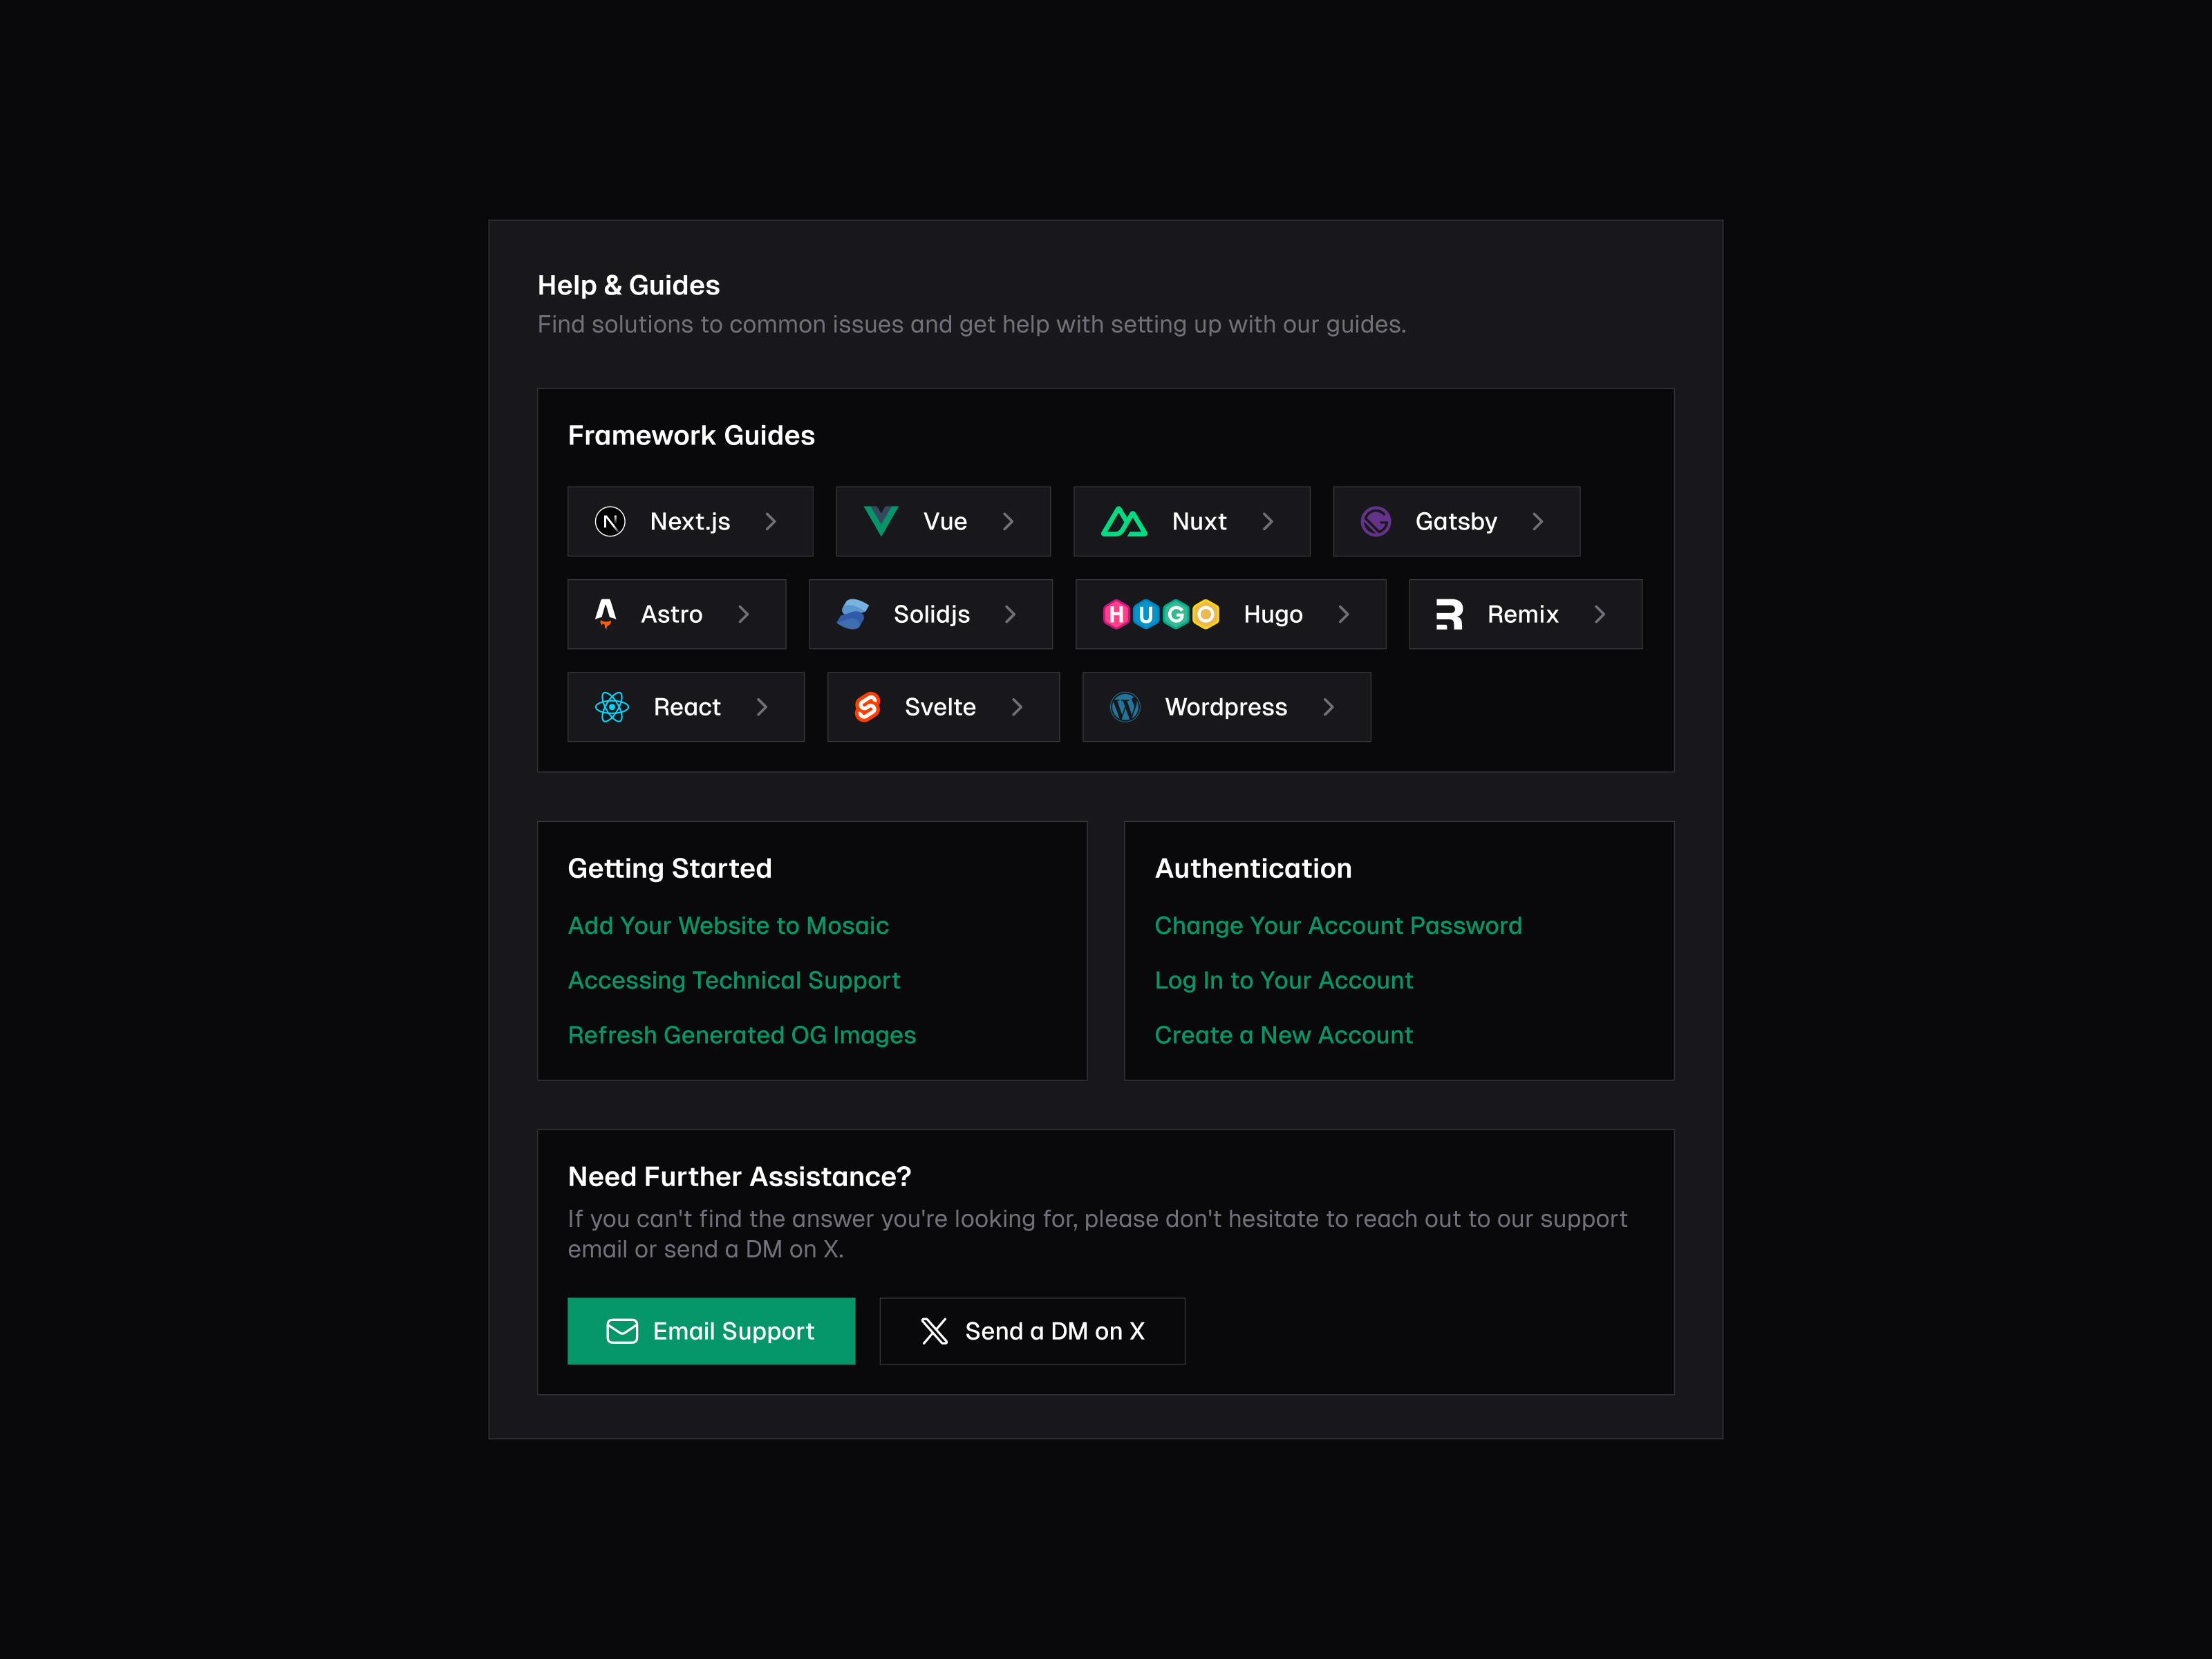 Help & Guides
Find solutions to common issues and get help with setting up with our guides.
Framework Guides
N Next.js
Vue
Nuxt
G Gatsby
Astro
Solidjs
HUGO Hugo
R Remix
React
S Svelte
W Wordpress
Getting Started
Add Your Website to Mosaic
Accessing Technical Support
Refresh Generated OG Images
Authentication
Change Your Account Password
Log In to Your Account
Create a New Account
Need Further Assistance?
If you can't find the answer you're looking for, please don't hesitate to reach out to our support
email or send a DM on X.
Email Support
X Send a DM on X